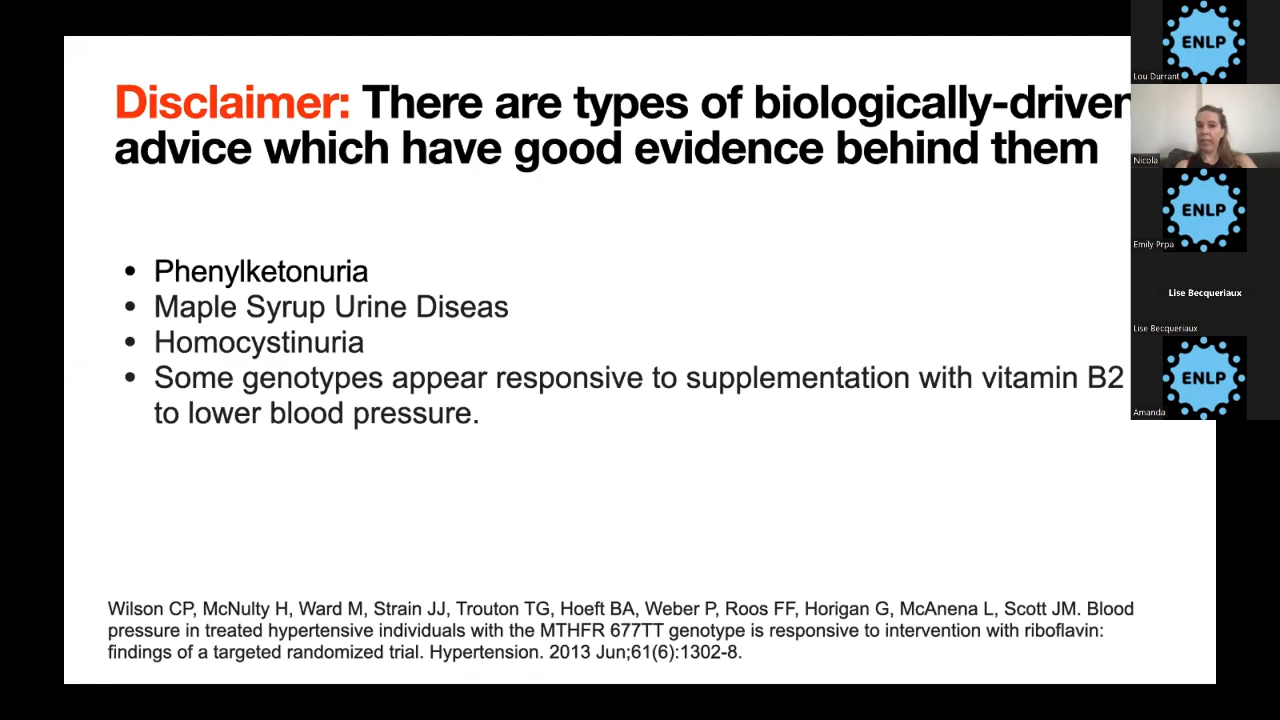 Disclaimer: There are types of biologically-driven
advice which have good evidence behind them
• Phenylketonuria
• Maple Syrup Urine Diseas
• Homocystinuria
• Some genotypes appear responsive to supplementation with vitamin B2
to lower blood pressure.
Wilson CP, McNulty H, Ward M, Strain JJ, Trouton TG, Hoeft BA, Weber P, Roos FF, Horigan G, McAnena L, Scott JM. Blood
pressure in treated hypertensive individuals with the MTHFR 677TT genotype is responsive to intervention with riboflavin:
findings of a targeted randomized trial. Hypertension. 2013 Jun;61(6):1302-8.
ENLP
Lou Durrant
Nicola
ENLP
Emily Prpa
Lise Becqueriaux
Lise Becqueriaux
ENLP
Amanda